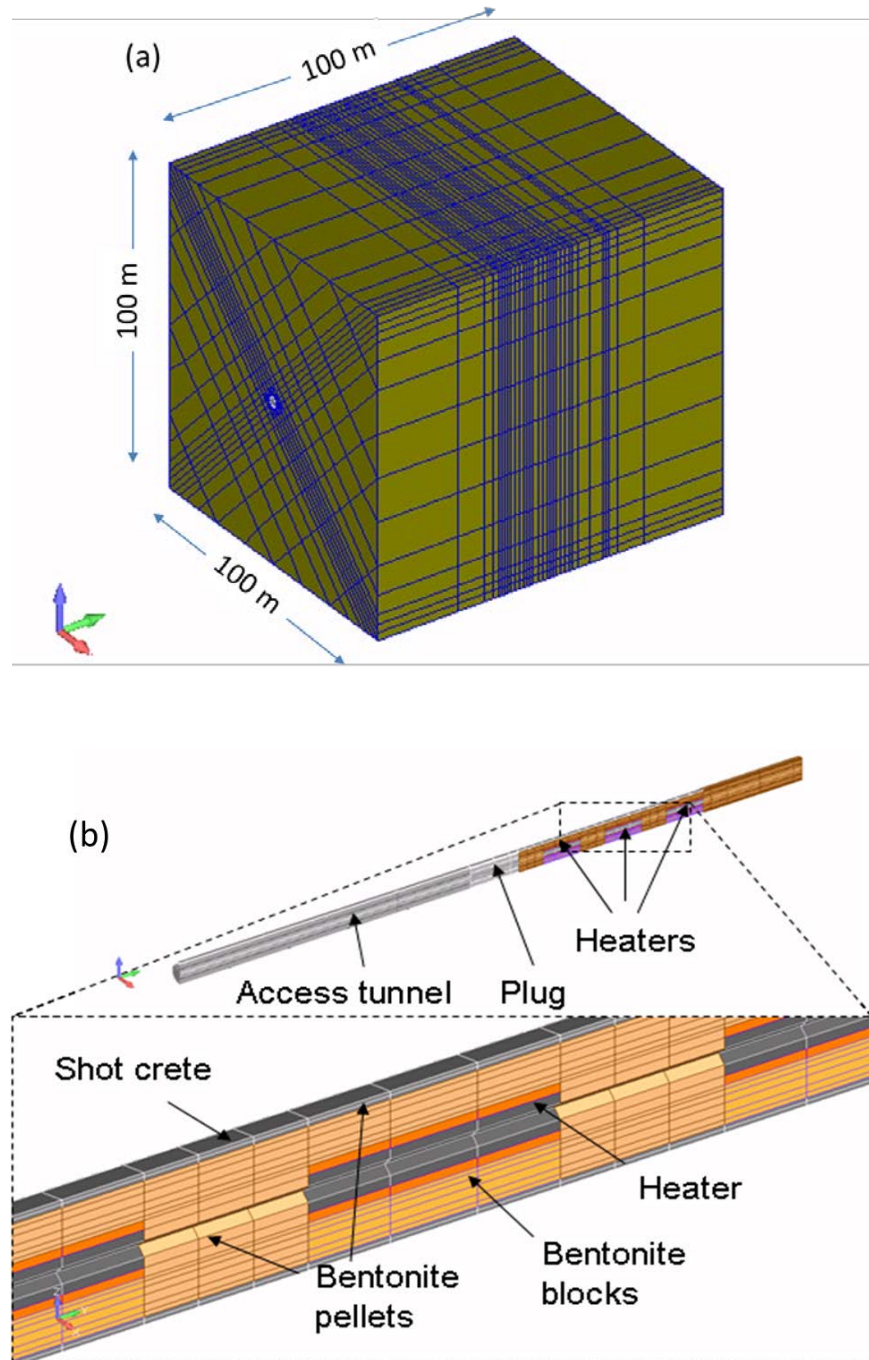 (a)
100 m
100 m
100 m
(b)
Heaters
Access tunnel
Plug
Shot crete
Heater
Bentonite
pellets
Bentonite
blocks